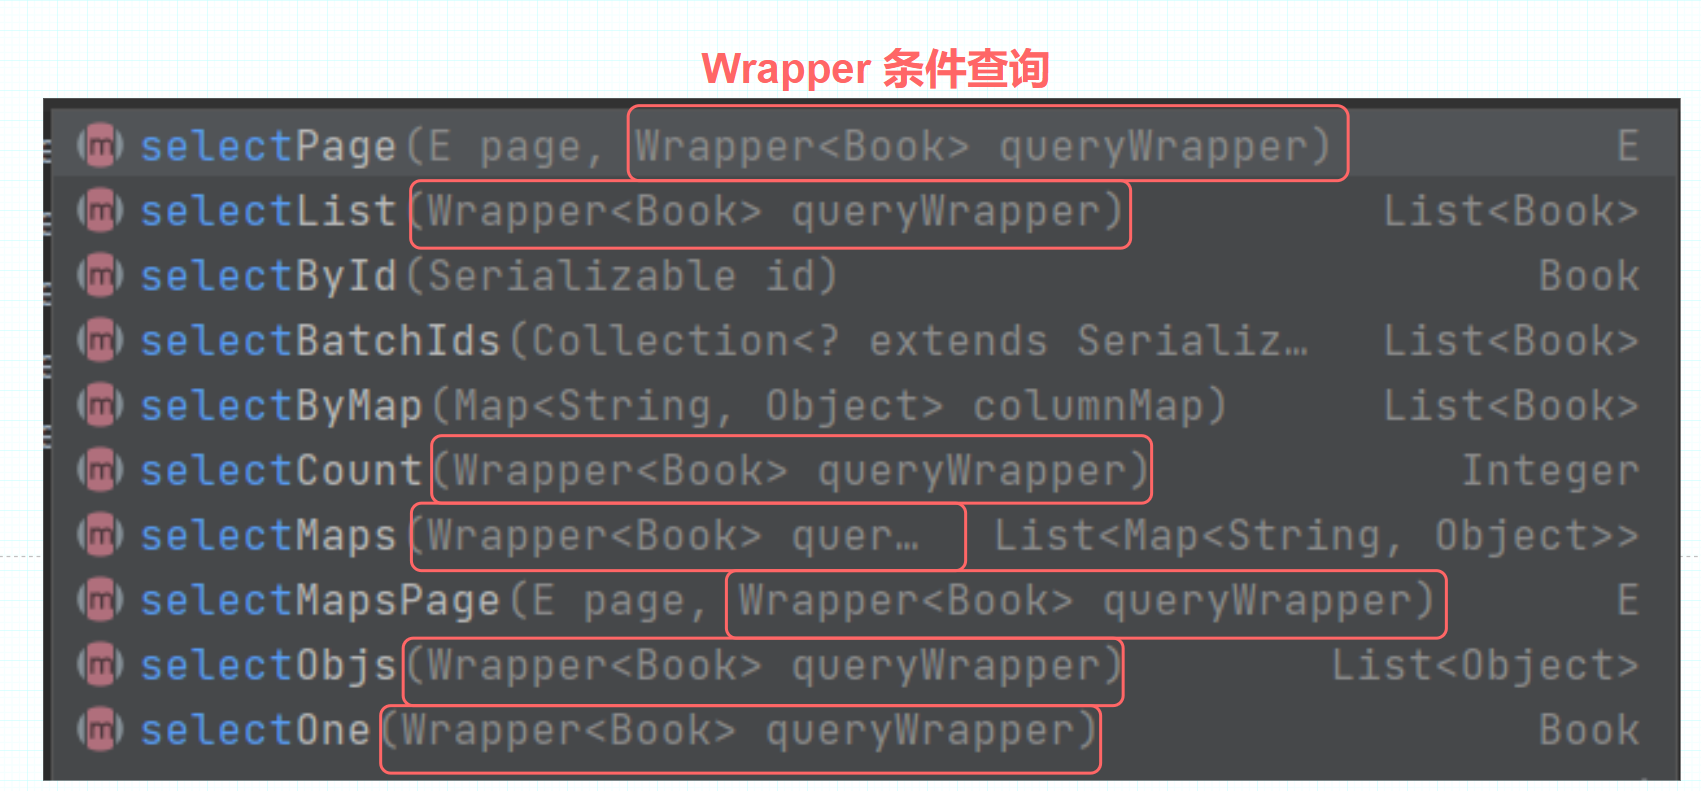 Wrapper 条件查询
selectPage(E page, Wrapper<Book> queryWrapper) E
selectList(Wrapper<Book> queryWrapper) List<Book>
selectById(Serializable id) Book
selectBatchIds(Collection<? extends Serializ… List<Book>
selectByMap(Map<String, Object> columnMap) List<Book>
selectCount(Wrapper<Book> queryWrapper) Integer
selectMaps(Wrapper<Book> quer… List<Map<String, Object>>
selectMapsPage(E page, Wrapper<Book> queryWrapper) E
selectObjs(Wrapper<Book> queryWrapper) List<Object>
selectOne(Wrapper<Book> queryWrapper) Book